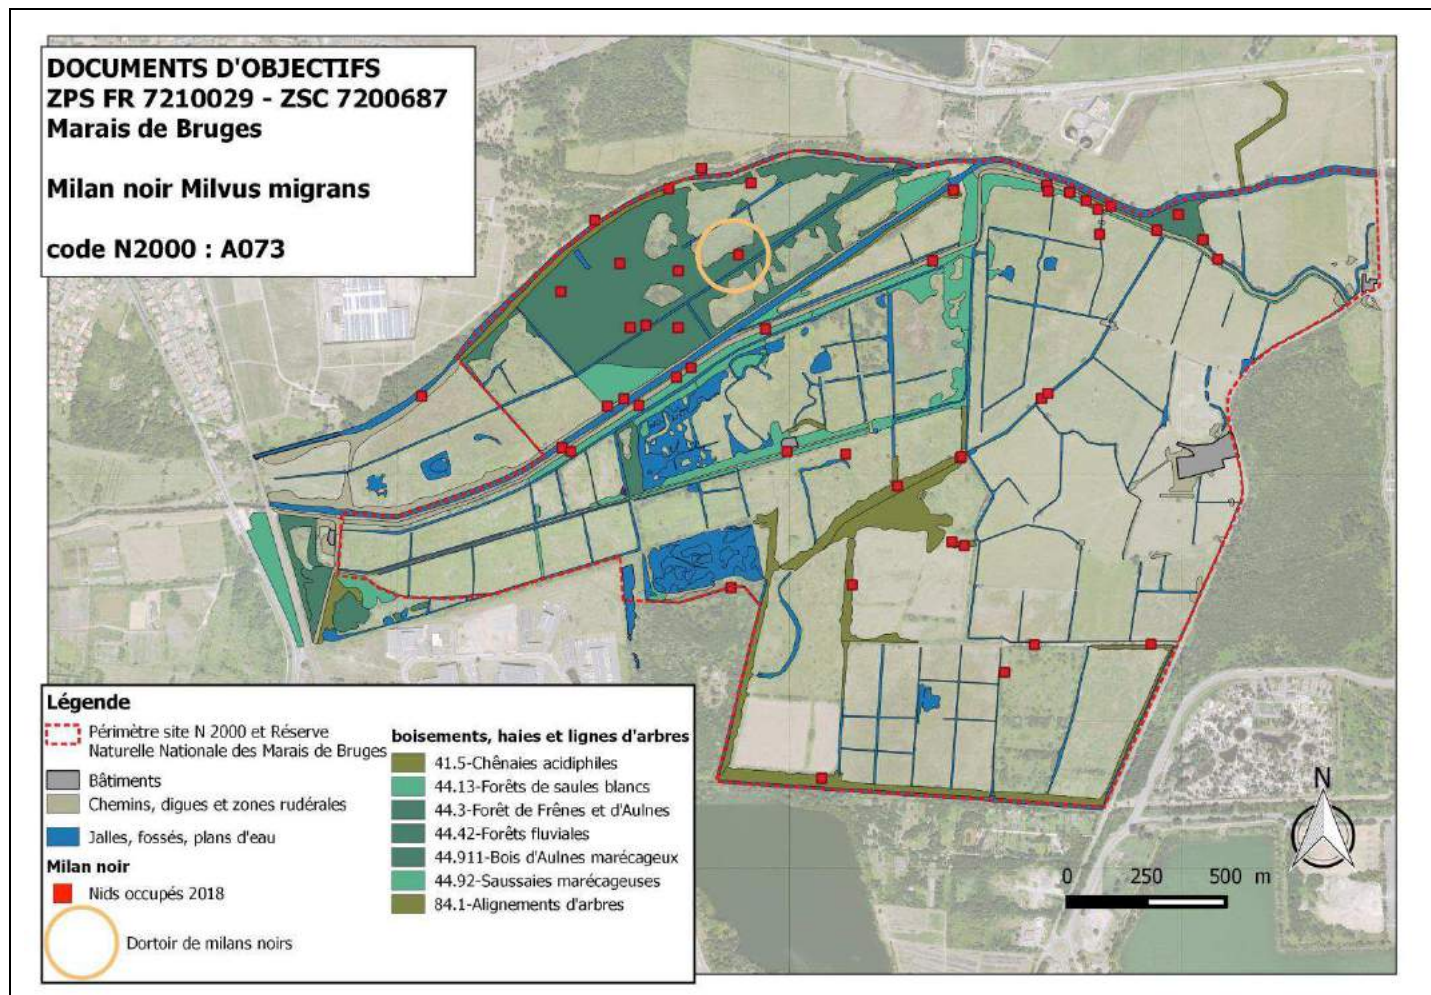 DOCUMENTS D'OBJECTIFS
ZPS FR 7210029 - ZSC 7200687
Marais de Bruges
Milan noir Milvus migrans
code N2000 : A073
Légende
Périmètre site N 2000 et Réserve
Naturelle Nationale des Marais de Bruges
Bâtiments
Chemins, digues et zones rudérales
Jalles, fossés, plans d'eau
Milan noir
Nids occupés 2018
Dortoir de milans noirs
boisements, haies et lignes d'arbres
41.5-Chênaies acidiphiles
44.13-Forêts de saules blancs
44.3-Forêt de Frênes et d'Aulnes
44.42-Forêts fluviales
44.911-Bois d'Aulnes marécageux
44.92-Saussaies marécageuses
84.1-Alignements d'arbres
N
0 250 500 m